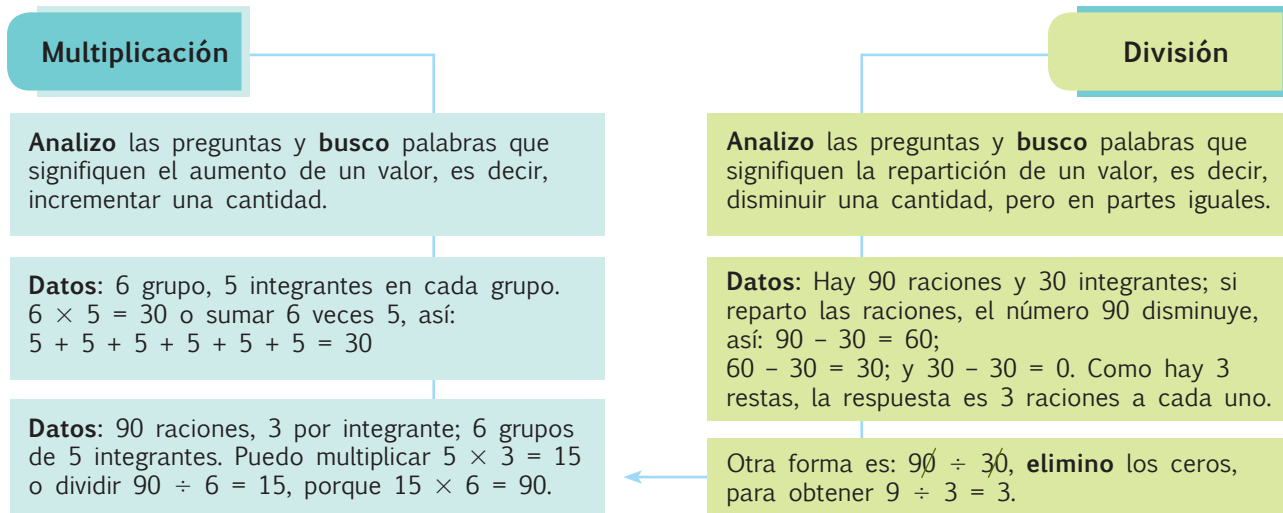 Multiplicación
Analizo las preguntas y busco palabras que
signifiquen el aumento de un valor, es decir,
incrementar una cantidad.
Datos: 6 grupo, 5 integrantes en cada grupo.
6 × 5 = 30 o sumar 6 veces 5, así:
5 + 5 + 5 + 5 + 5 + 5 = 30
Datos: 90 raciones, 3 por integrante; 6 grupos
de 5 integrantes. Puedo multiplicar 5 × 3 = 15
o dividir 90 ÷ 6 = 15, porque 15 × 6 = 90.
División
Analizo las preguntas y busco palabras que
signifiquen la repartición de un valor, es decir,
disminuir una cantidad, pero en partes iguales.
Datos: Hay 90 raciones y 30 integrantes; si
reparto las raciones, el número 90 disminuye,
así: 90 – 30 = 60;
60 – 30 = 30; y 30 – 30 = 0. Como hay 3
restas, la respuesta es 3 raciones a cada uno.
Otra forma es: 90 ÷ 30, elimino los ceros,
para obtener 9 ÷ 3 = 3.